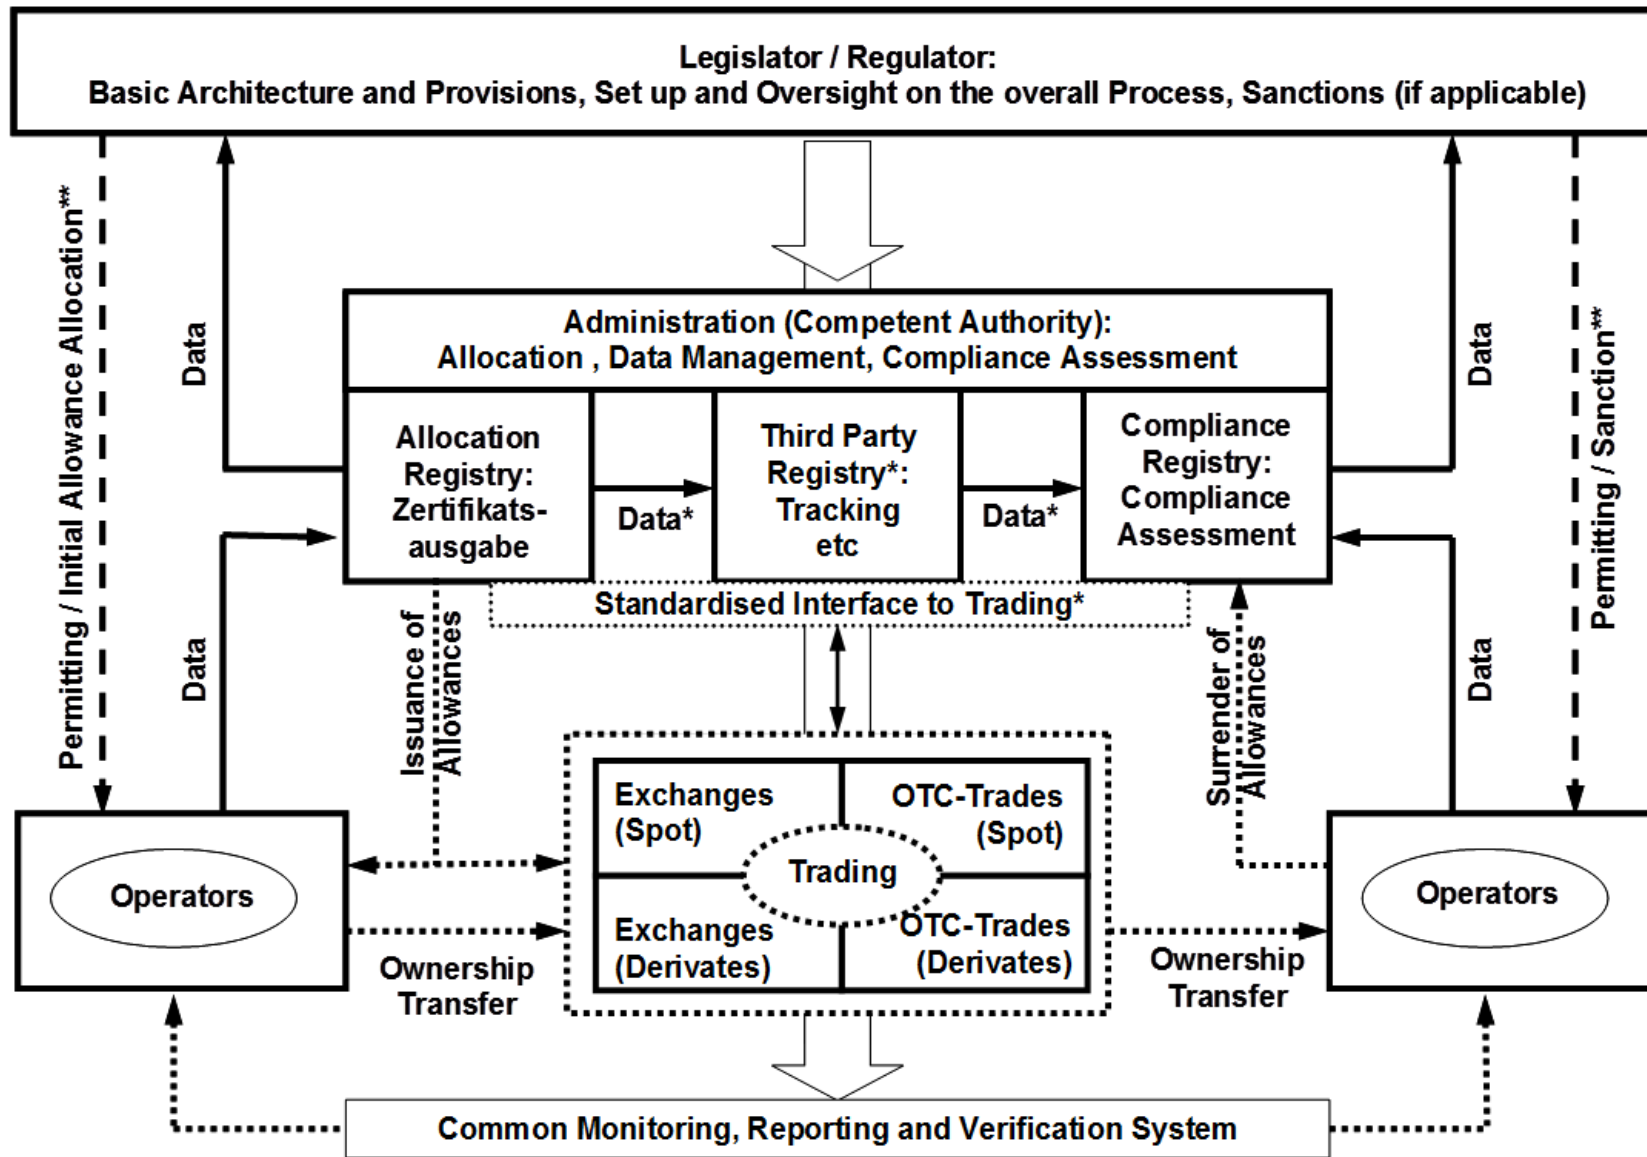 Legislator / Regulator:
Basic Architecture and Provisions, Set up and Oversight on the overall Process, Sanctions (if applicable)
Permitting / Initial Allowance Allocation**
Data
Data
Permitting / Sanction**
Administration (Competent Authority):
Allocation , Data Management, Compliance Assessment
Allocation
Registry:
Zertifikats-
ausgabe
Data*
Third Party
Registry*:
Tracking
etc
Data*
Compliance
Registry:
Compliance
Assessment
Standardised Interface to Trading*
Data
Issuance of
Allowances
Surrender of
Allowances
Data
Operators
Exchanges
(Spot)
OTC-Trades
(Spot)
Trading
Exchanges
(Derivates)
OTC-Trades
(Derivates)
Operators
Ownership
Transfer
Ownership
Transfer
Common Monitoring, Reporting and Verification System